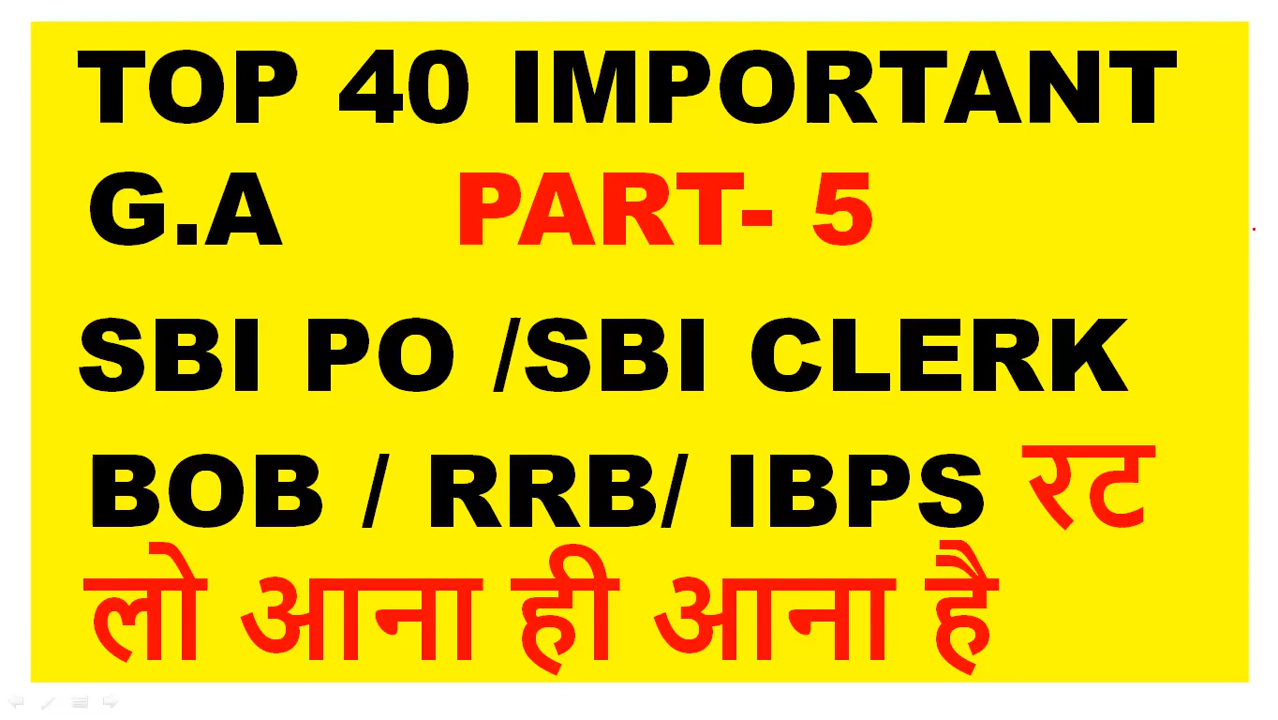 TOP 40 IMPORTANT
G.A PART- 5
SBI PO /SBI CLERK
BOB / RRB/ IBPS रट
लो आना ही आना है